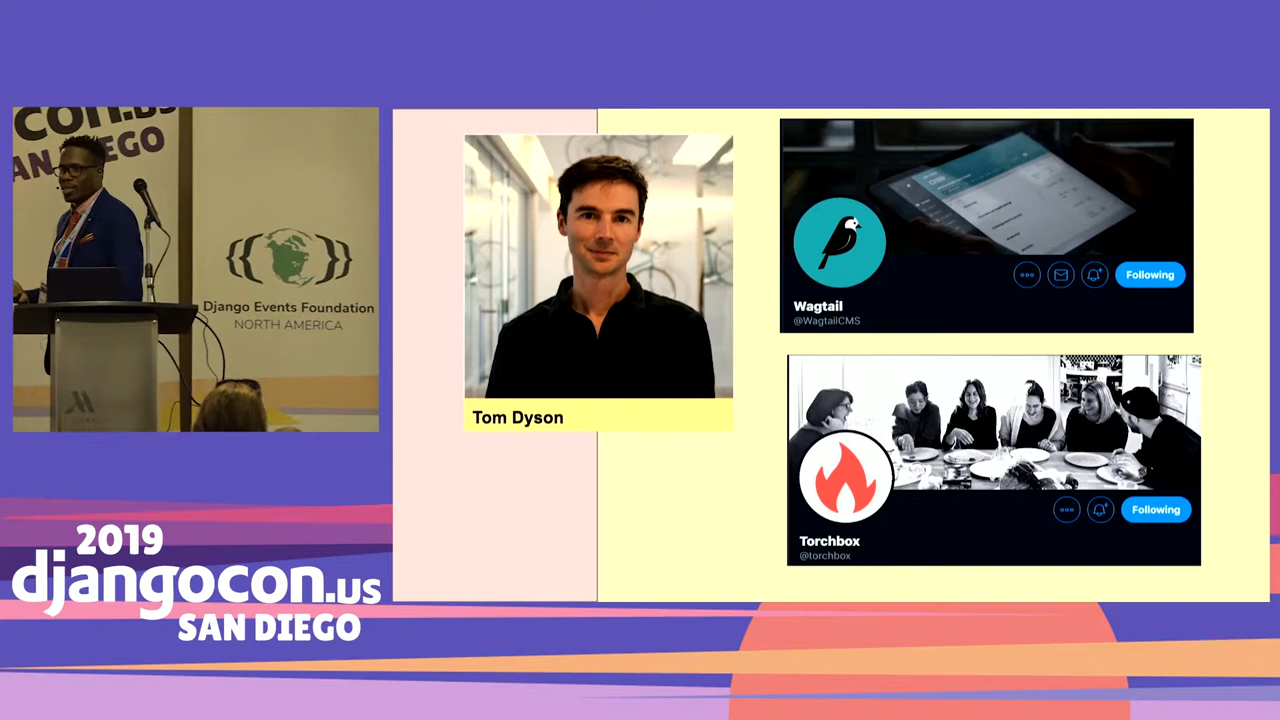 con.us
SAN DIEGO
Django Events Foundation
NORTH AMERICA
Tom Dyson
Following
Wagtail
@WagtailCMS
Following
Torchbox
@torchbox
2019
djangocon.us
SAN DIEGO